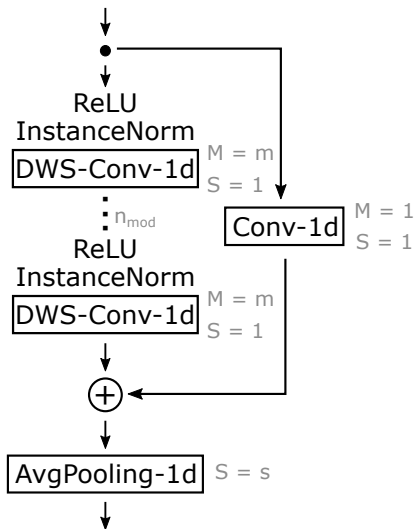 ReLU
InstanceNorm
DWS-Conv-1d
M = m
S = 1
n_mod
ReLU
InstanceNorm
DWS-Conv-1d
M = m
S = 1
Conv-1d
M = 1
S = 1
+
AvgPooling-1d
S = s